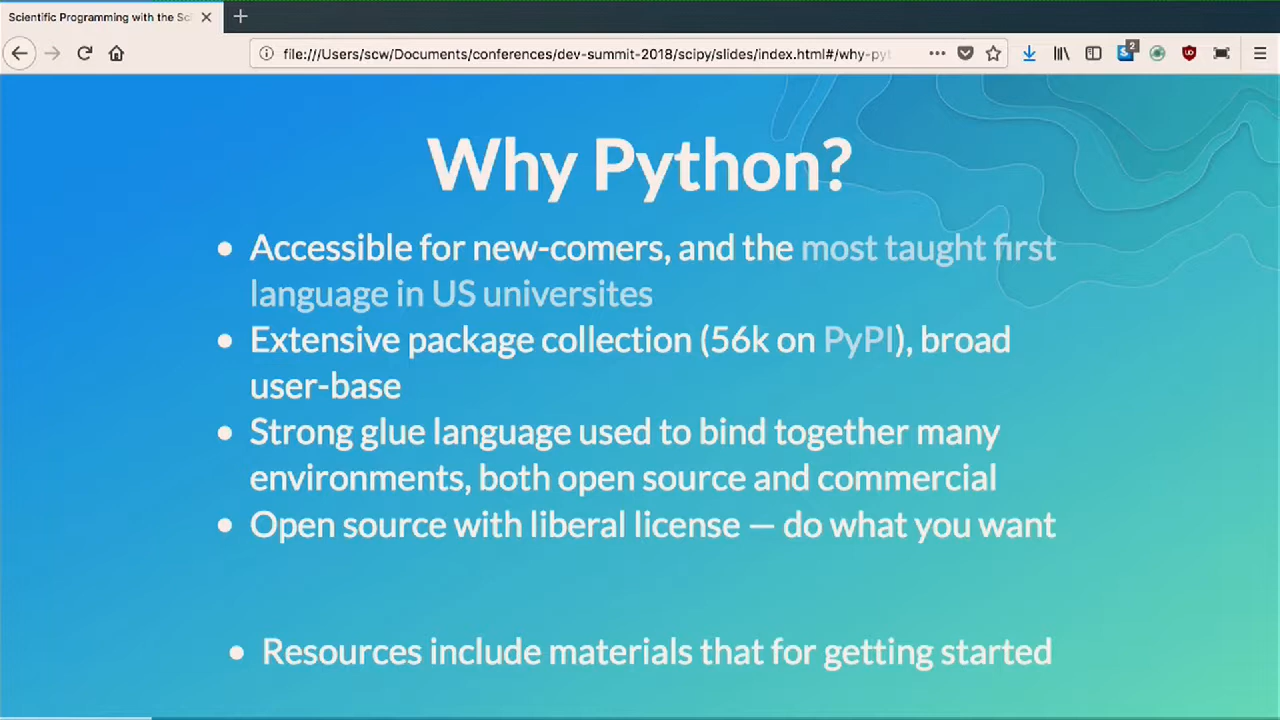 Scientific Programming with the Sci
file:///Users/scw/Documents/conferences/dev-summit-2018/scipy/slides/index.html#/why-pyt
2
Why Python?
• Accessible for new-comers, and the most taught first
language in US universites
• Extensive package collection (56k on PyPI), broad
user-base
• Strong glue language used to bind together many
environments, both open source and commercial
• Open source with liberal license — do what you want
• Resources include materials that for getting started